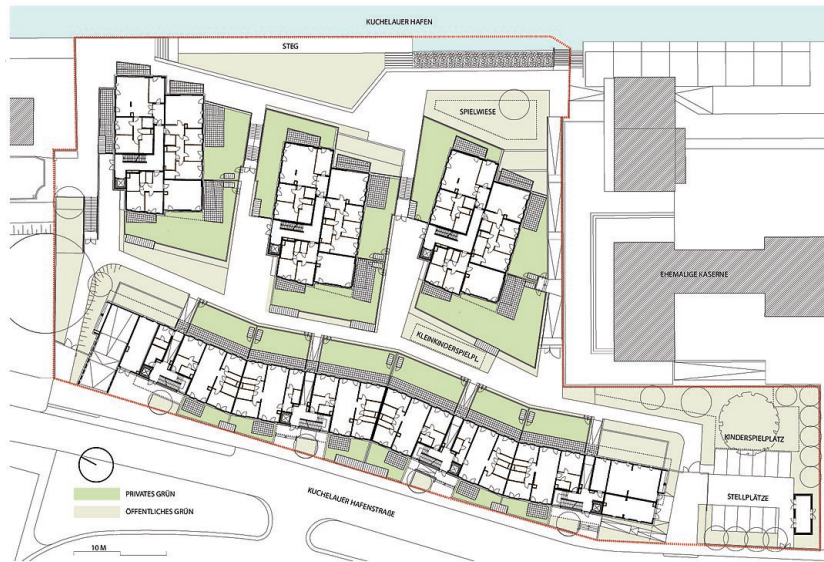 KUCHELAUER HAFEN
STEG
SPIELWIESE
EHEMALIGE KASERNE
KLEINKINDERSPIELPL.
KINDERSPIELPLATZ
STELLPLÄTZE
KUCHELAUER HAFENSTRAßE
PRIVATES GRÜN
ÖFFENTLICHES GRÜN
10 M